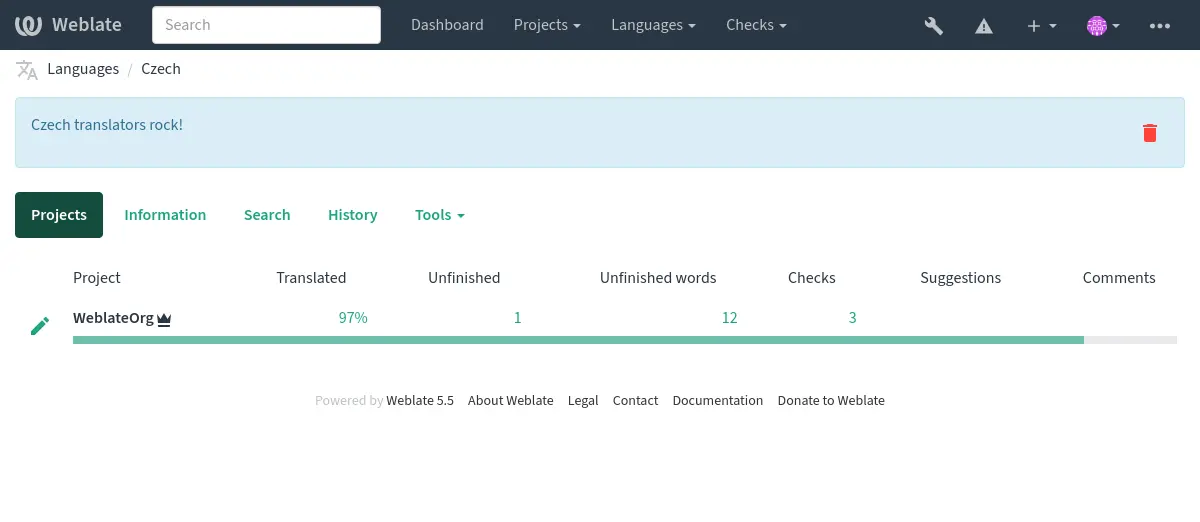 Weblate Search Dashboard Projects Languages Checks
Languages / Czech
Czech translators rock!
Projects Information Search History Tools
Project Translated Unfinished Unfinished words Checks Suggestions Comments
WeblateOrg 97% 1 12 3
Powered by Weblate 5.5 About Weblate Legal Contact Documentation Donate to Weblate